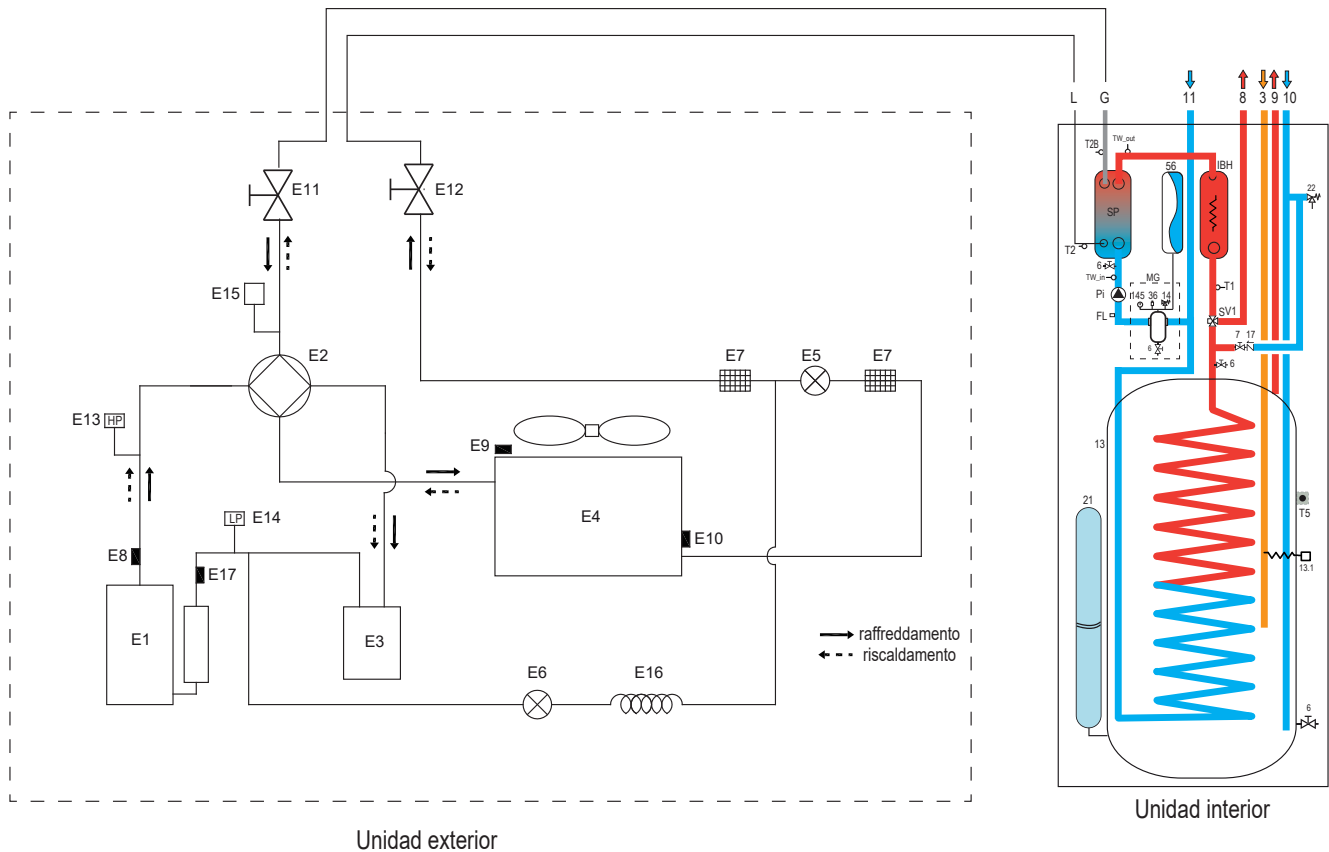 L G 11 8 3 9 10
T2B
TW_out
56
IBH
22
E11
E12
SP
T2
6
TW_in
MG
T1
E15
Pi
145 36 14
SV1
FL
7 17
6
6
E2
E7
E5
E7
E13
HP
E9
13
E14
LP
E4
21
T5
E8
E17
E10
13.1
E1
E3
raffreddamento
riscaldamento
E6
E16
6
Unidad interior
Unidad exterior